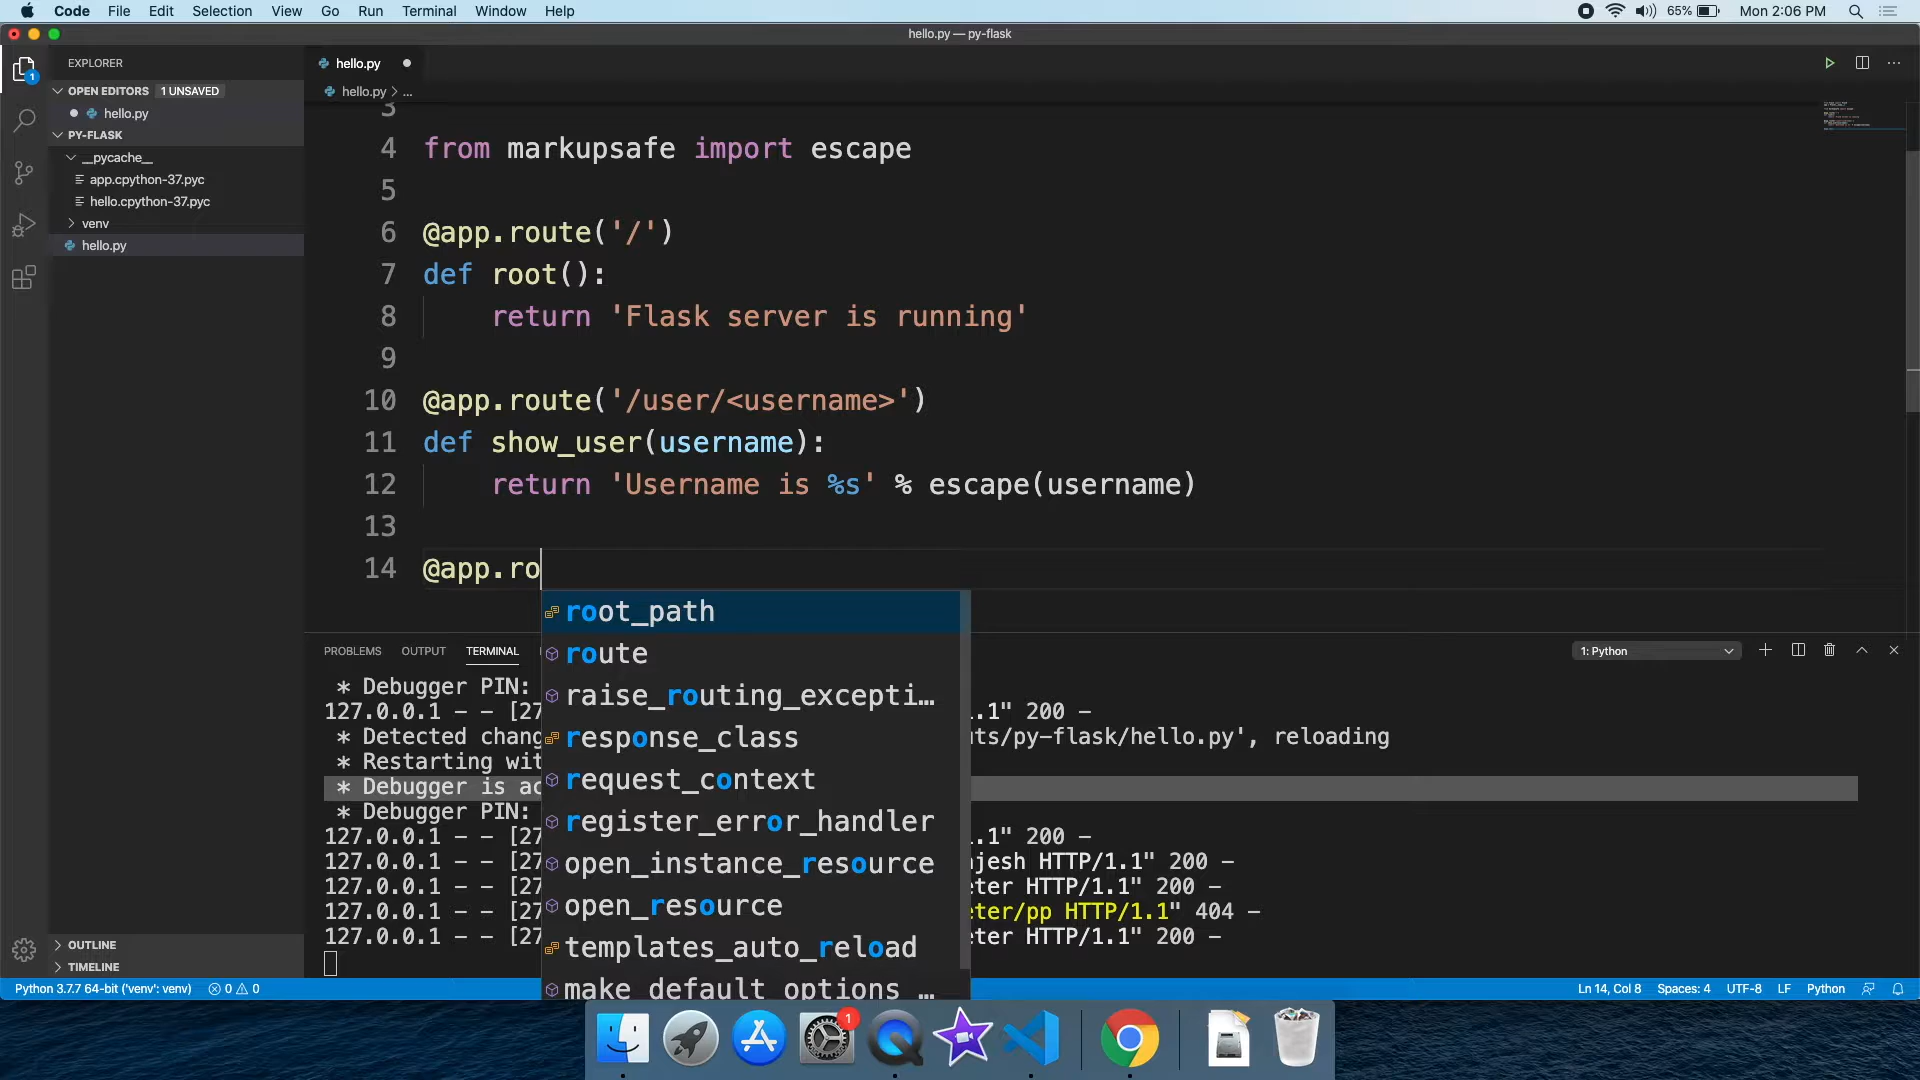 Code File Edit Selection View Go Run Terminal Window Help 65% Mon 2:06 PM
hello.py — py-flask
EXPLORER
OPEN EDITORS 1 UNSAVED
hello.py
PY-FLASK
__pycache__
app.cpython-37.pyc
hello.cpython-37.pyc
venv
hello.py
OUTLINE
TIMELINE
1
hello.py
hello.py > ...
3
4 from markupsafe import escape
5
6 @app.route('/')
7 def root():
8 return 'Flask server is running'
9
10 @app.route('/user/<username>')
11 def show_user(username):
12 return 'Username is %s' % escape(username)
13
14 @app.ro
root_path
route
raise_routing_excepti…
response_class
request_context
register_error_handler
open_instance_resource
open_resource
templates_auto_reload
make_default_options_…
PROBLEMS OUTPUT TERMINAL 1: Python
* Debugger PIN:
127.0.0.1 - - [27 .1" 200 -
* Detected chang uts/py-flask/hello.py', reloading
* Restarting wit
* Debugger is ac
* Debugger PIN:
127.0.0.1 - - [27 .1" 200 -
127.0.0.1 - - [27 ajesh HTTP/1.1" 200 -
127.0.0.1 - - [27 eter HTTP/1.1" 200 -
127.0.0.1 - - [27 eter/pp HTTP/1.1" 404 -
127.0.0.1 - - [27 eter HTTP/1.1" 200 -
Python 3.7.7 64-bit ('venv': venv) 0 0 Ln 14, Col 8 Spaces: 4 UTF-8 LF Python
1